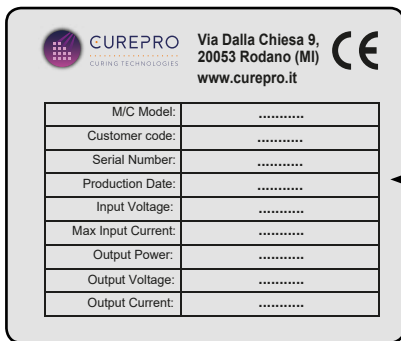 CUREPRO
CURING TECHNOLOGIES
Via Dalla Chiesa 9,
20053 Rodano (MI)
www.curepro.it
CE
M/C Model: ...........
Customer code: ...........
Serial Number: ...........
Production Date: ...........
Input Voltage: ...........
Max Input Current: ...........
Output Power: ...........
Output Voltage: ...........
Output Current: ...........